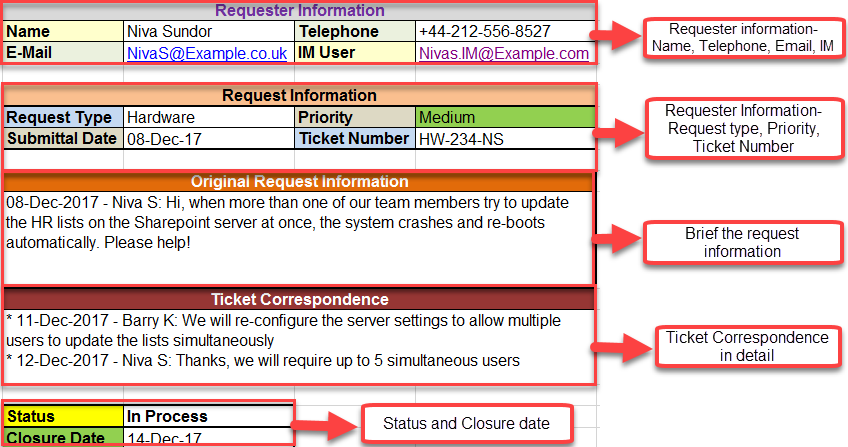 Requester Information
Name Niva Sundor Telephone +44-212-556-8527
E-Mail NivaS@Example.co.uk IM User Nivas.IM@Example.com
Requester information-
Name, Telephone, Email, IM
Request Information
Request Type Hardware Priority Medium
Submittal Date 08-Dec-17 Ticket Number HW-234-NS
Requester Information-
Request type, Priority,
Ticket Number
Original Request Information
08-Dec-2017 - Niva S: Hi, when more than one of our team members try to update
the HR lists on the Sharepoint server at once, the system crashes and re-boots
automatically. Please help!
Brief the request
information
Ticket Correspondence
* 11-Dec-2017 - Barry K: We will re-configure the server settings to allow multiple
users to update the lists simultaneously
* 12-Dec-2017 - Niva S: Thanks, we will require up to 5 simultaneous users
Ticket Correspondence
in detail
Status In Process
Closure Date 14-Dec-17
Status and Closure date